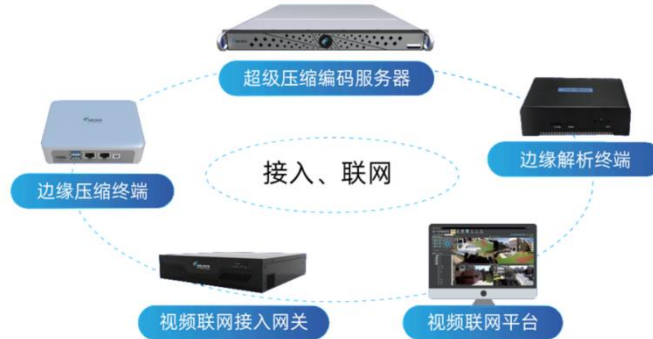 超级压缩编码服务器
边缘压缩终端
边缘解析终端
接入、联网
视频联网接入网关
视频联网平台